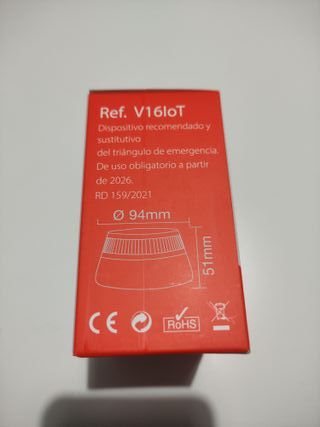 Ref. V16IoT
Dispositivo recomendado y
sustitutivo
del triángulo de emergencia.
De uso obligatorio a partir
de 2026.
RD 159/2021
Ø 94mm
51mm
CE
RoHS